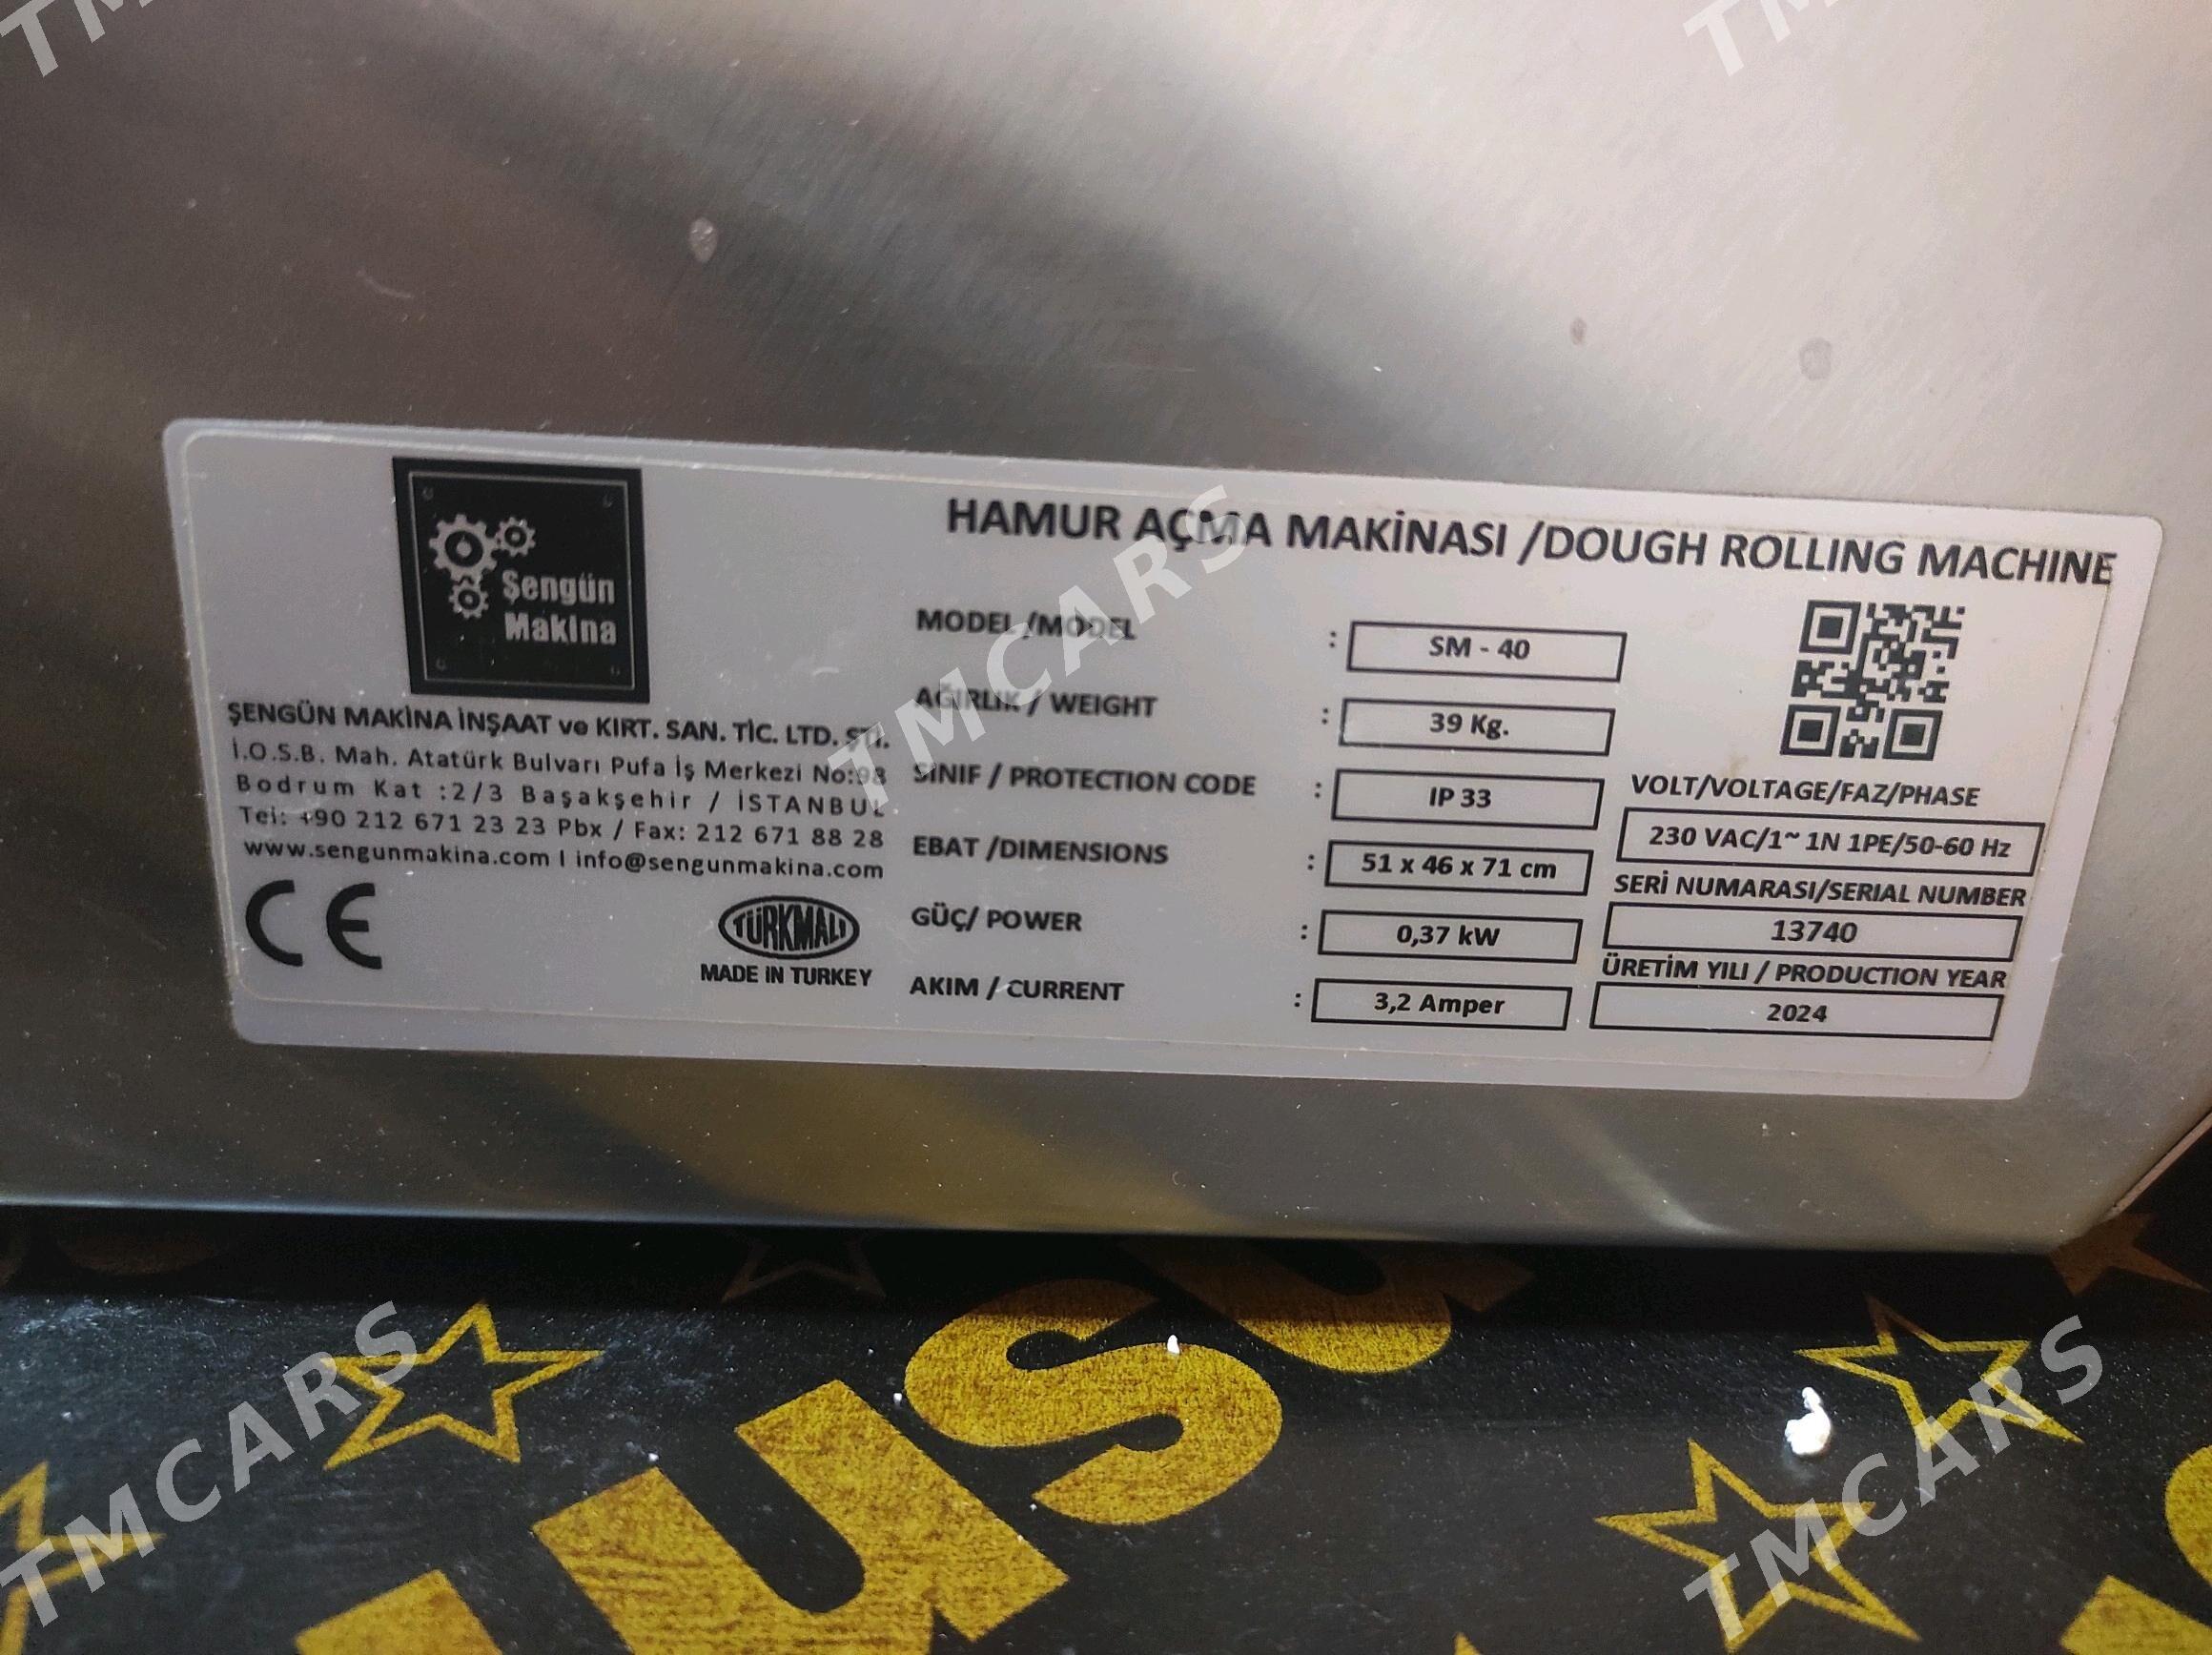 Şengün
Makina
ŞENGÜN MAKİNA İNŞAAT ve KIRT. SAN. TİC. LTD. ŞTİ.
İ.O.S.B. Mah. Atatürk Bulvarı Pufa İş Merkezi No:98
Bodrum Kat :2/3 Başakşehir / İSTANBUL
Tel: +90 212 671 23 23 Pbx / Fax: 212 671 88 28
www.sengunmakina.com I info@sengunmakina.com
CE
TÜRKMALI
MADE IN TURKEY
HAMUR AÇMA MAKİNASI /DOUGH ROLLING MACHINE
MODEL /MODEL : SM - 40
AĞIRLIK / WEIGHT : 39 Kg.
SINIF / PROTECTION CODE : IP 33
EBAT /DIMENSIONS : 51 x 46 x 71 cm
GÜÇ/ POWER : 0,37 kW
AKIM / CURRENT : 3,2 Amper
VOLT/VOLTAGE/FAZ/PHASE
230 VAC/1~ 1N 1PE/50-60 Hz
SERİ NUMARASI/SERIAL NUMBER
13740
ÜRETİM YILI / PRODUCTION YEAR
2024
TMCARS
TMCARS
TMCARS